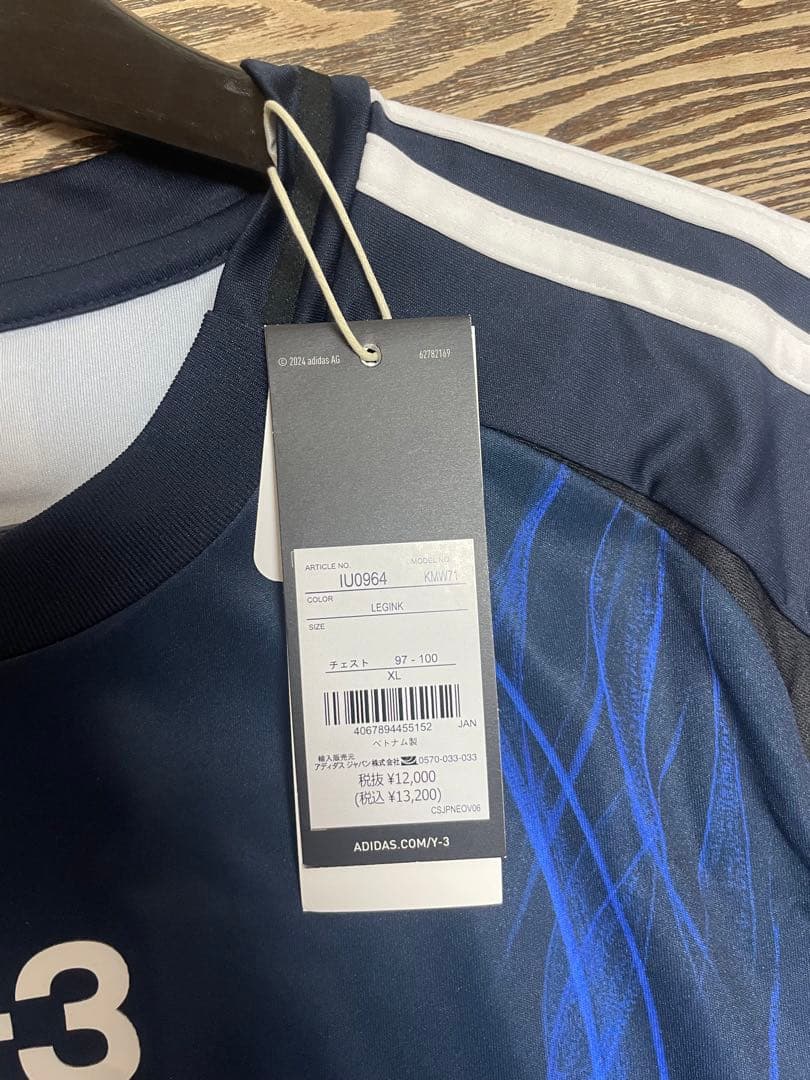 © 2024 adidas AG
62782169
ARTICLE NO.
MODEL NO.
IU0964
KMW71
COLOR
LEGINK
SIZE
チェスト 97 - 100
XL
4067894455152
JAN
ベトナム製
輸入販売元
アディダス ジャパン株式会社 0570-033-033
税抜 ¥12,000
(税込 ¥13,200)
CSJPNEOV06
ADIDAS.COM/Y-3
-3